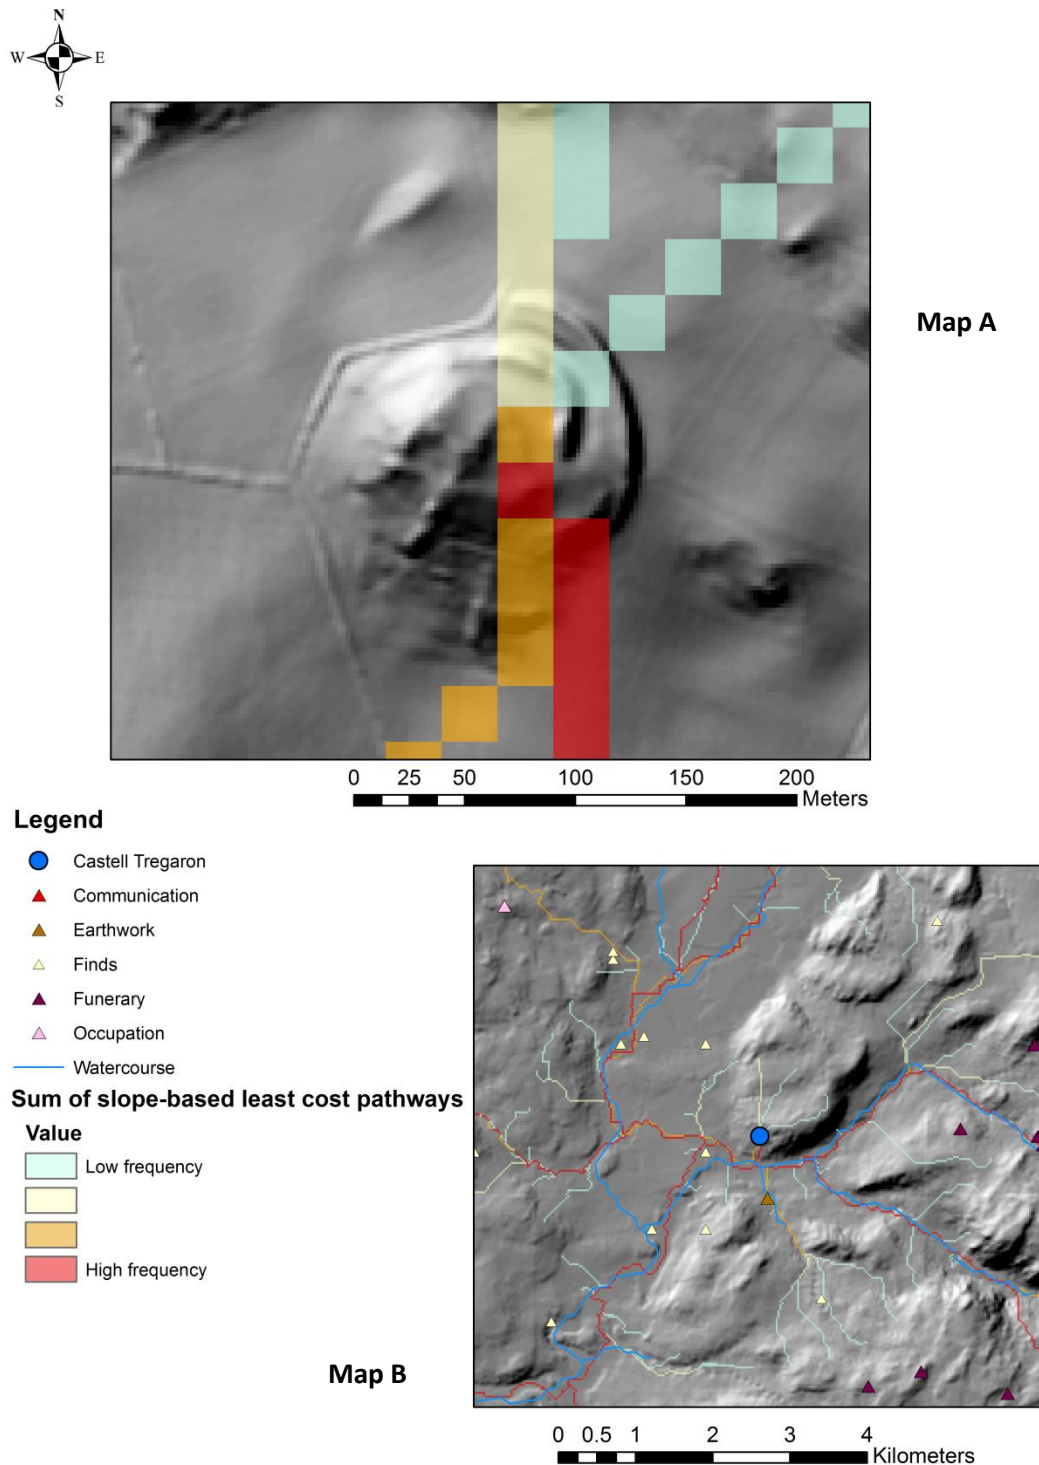 N
W E
S
Map A
0 25 50 100 150 200
Meters
Legend
Castell Tregaron
Communication
Earthwork
Finds
Funerary
Occupation
Watercourse
Sum of slope-based least cost pathways
Value
Low frequency
High frequency
Map B
0 0.5 1 2 3 4
Kilometers